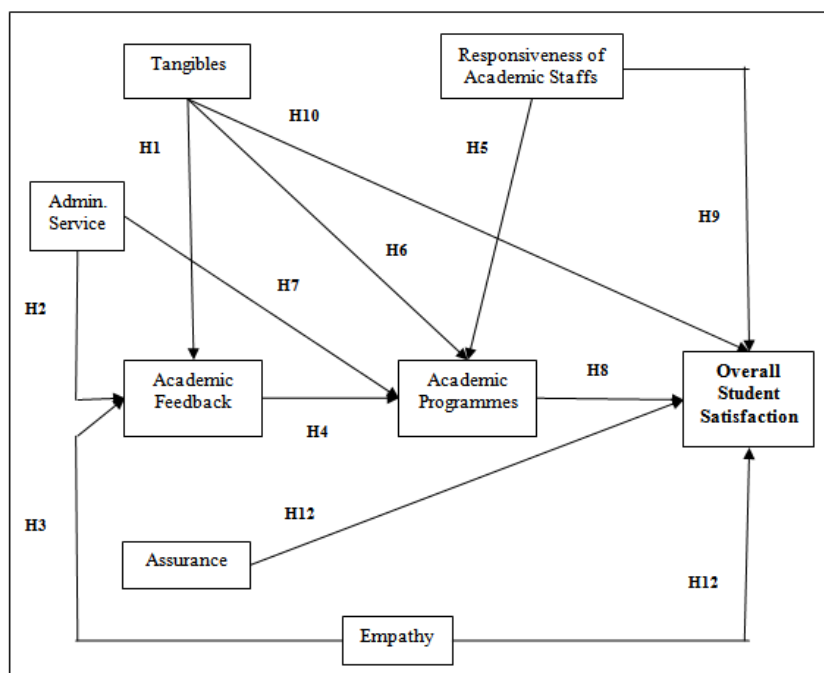 Tangibles
Responsiveness of
Academic Staffs
H10
H1
H5
Admin.
Service
H9
H6
H7
H2
Academic
Feedback
Academic
Programmes
H8
Overall
Student
Satisfaction
H4
H12
H3
Assurance
H12
Empathy